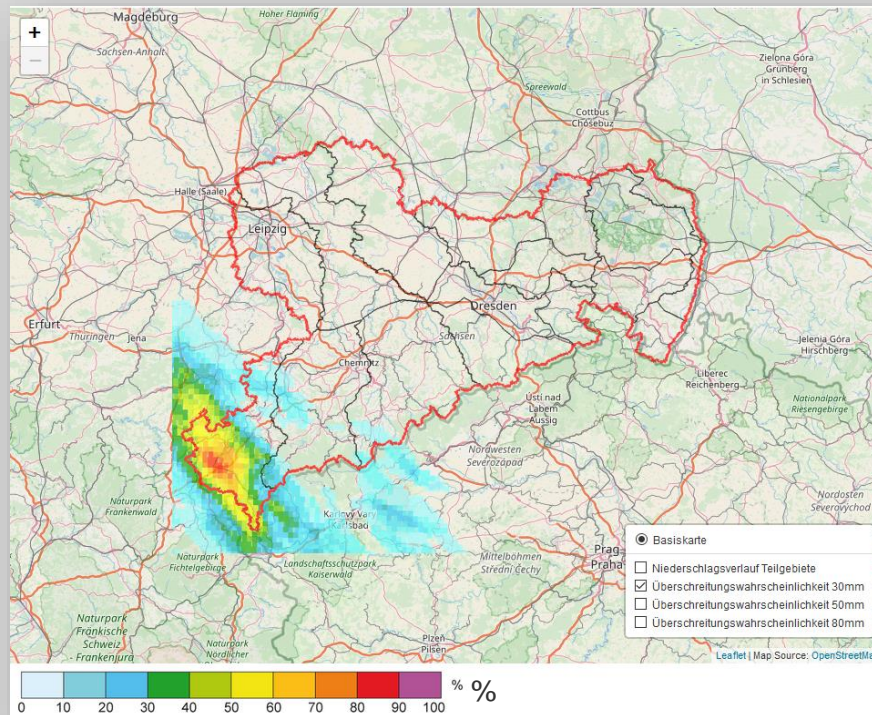 Magdeburg
Hoher Fläming
Sachsen-Anhalt
Zielona Góra
Grünberg
in Schlesien
Spreewald
Cottbus
Chóśebuz
Halle (Saale)
Leipzig
Erfurt
Thüringen
Jena
Dresden
Sachsen
Chemnitz
Jelenia Góra
Hirschberg
Liberec
Reichenberg
Ústí nad
Labem
Aussig
Nationalpark
Riesengebirge
Nordwesten
Severozápad
Naturpark
Frankenwald
Karlovy Vary
Karlsbad
Nordosten
Severovýchod
Naturpark
Fichtelgebirge
Landschaftsschutzpark
Kaiserwald
Mittelböhmen
Střední Čechy
Prag
Praha
Naturpark
Fränkische
Schweiz
- Frankenjura
Naturpark
Nördlicher
Plzeň
Pilsen
+
−
Basiskarte
Niederschlagsverlauf Teilgebiete
Überschreitungswahrscheinlichkeit 30mm
Überschreitungswahrscheinlichkeit 50mm
Überschreitungswahrscheinlichkeit 80mm
Leaflet | Map Source: OpenStreetMa
0 10 20 30 40 50 60 70 80 90 100 % %